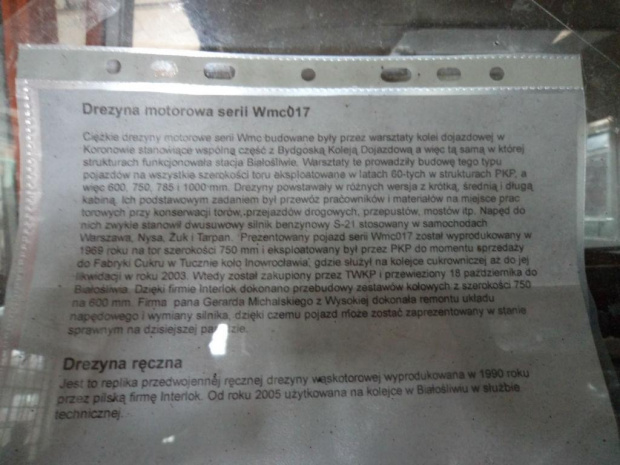 Drezyna motorowa serii Wmc017
Ciężkie drezyny motorowe serii Wmc budowane były przez warsztaty kolei dojazdowej w
Koronowie stanowiące wspólną część z Bydgoską Koleją Dojazdową a więc tą samą w której
strukturach funkcjonowała stacja Białośliwie. Warsztaty te prowadziły budowę tego typu
pojazdów na wszystkie szerokości toru eksploatowane w latach 60-tych w strukturach PKP, a
więc 600, 750, 785 i 1000 mm. Drezyny powstawały w różnych wersja z krótką, średnią i długą
kabiną. Ich podstawowym zadaniem był przewóz pracowników i materiałów na miejsce prac
torowych przy konserwacji torów, przejazdów drogowych, przepustów, mostów itp. Napęd do
nich zwykle stanowił dwusuwowy silnik benzynowy S-21 stosowany w samochodach
Warszawa, Nysa, Żuk i Tarpan. Prezentowany pojazd serii Wmc017 został wyprodukowany w
1969 roku na tor szerokości 750 mm i eksploatowany był przez PKP do momentu sprzedaży
do Fabryki Cukru w Tucznie koło Inowrocławia, gdzie służył na kolejce cukrowniczej aż do jej
likwidacji w roku 2003. Wtedy został zakupiony przez TWKP i przewieziony 18 października do
Białośliwia. Dzięki firmie Interlok dokonano przebudowy zestawów kołowych z szerokości 750
na 600 mm. Firma pana Gerarda Michalskiego z Wysokiej dokonała remontu układu
napędowego i wymiany silnika, dzięki czemu pojazd może zostać zaprezentowany w stanie
sprawnym na dzisiejszej
Drezyna ręczna
Jest to replika przedwojennej ręcznej drezyny wąskotorowej wyprodukowana w 1990 roku
przez pilską firmę Interlok. Od roku 2005 użytkowana na kolejce w Białośliwiu w służbie
technicznej.